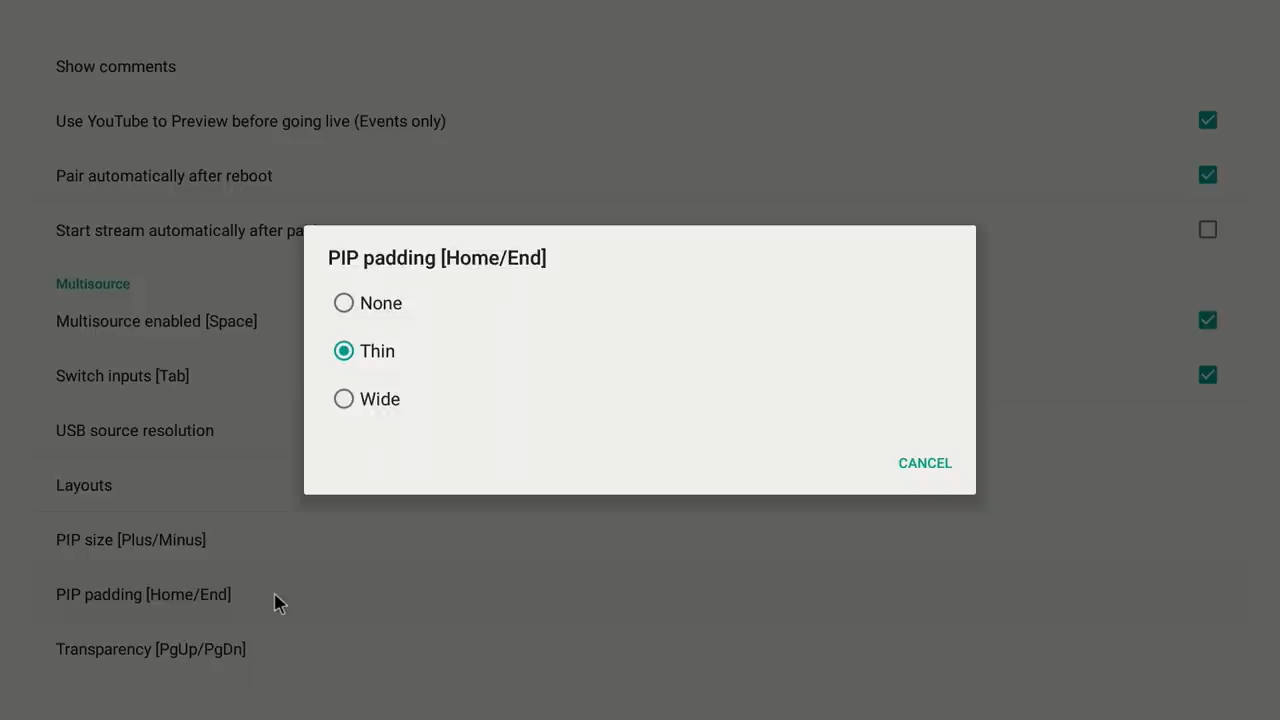 Show comments
Use YouTube to Preview before going live (Events only)
Pair automatically after reboot
Start stream automatically after pa
PIP padding [Home/End]
None
Thin
Wide
CANCEL
Multisource
Multisource enabled [Space]
Switch inputs [Tab]
USB source resolution
Layouts
PIP size [Plus/Minus]
PIP padding [Home/End]
Transparency [PgUp/PgDn]